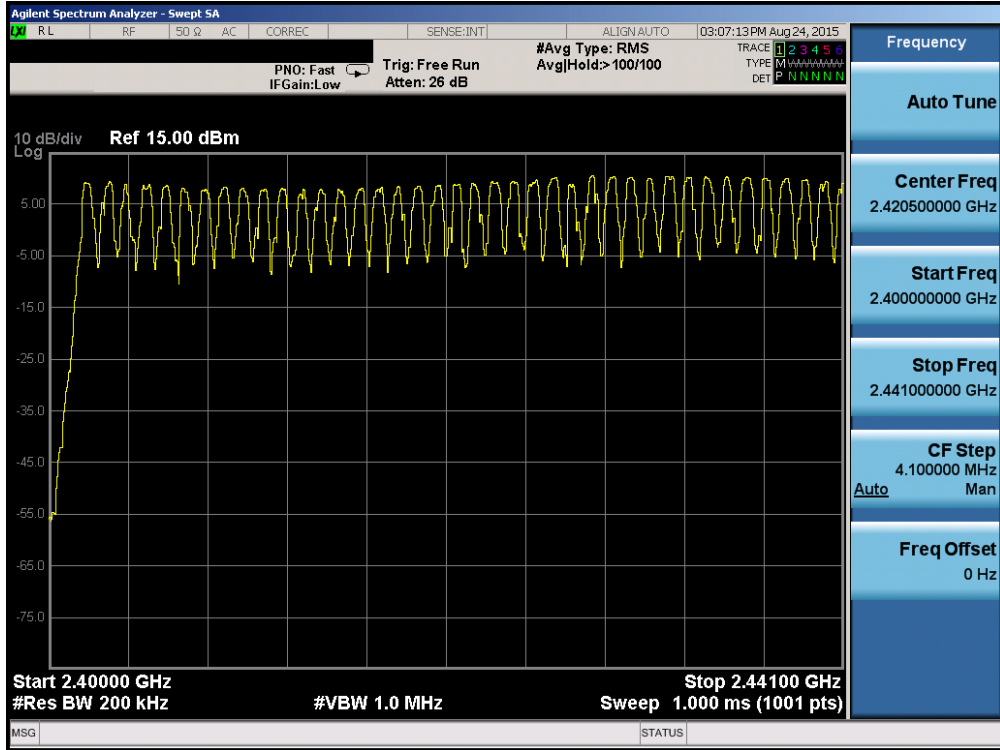 Agilent Spectrum Analyzer - Swept SA
LXI RL RF 50 Ω AC CORREC SENSE:INT ALIGN AUTO 03:07:13 PM Aug 24, 2015
#Avg Type: RMS TRACE 1 2 3 4 5 6
PNO: Fast Trig: Free Run Avg|Hold:>100/100 TYPE M
IFGain:Low Atten: 26 dB DET P N N N N N
10 dB/div Ref 15.00 dBm
Log
5.00
-5.00
-15.0
-25.0
-35.0
-45.0
-55.0
-65.0
-75.0
Start 2.40000 GHz Stop 2.44100 GHz
#Res BW 200 kHz #VBW 1.0 MHz Sweep 1.000 ms (1001 pts)
MSG STATUS
Frequency
Auto Tune
Center Freq
2.420500000 GHz
Start Freq
2.400000000 GHz
Stop Freq
2.441000000 GHz
CF Step
4.100000 MHz
Auto Man
Freq Offset
0 Hz